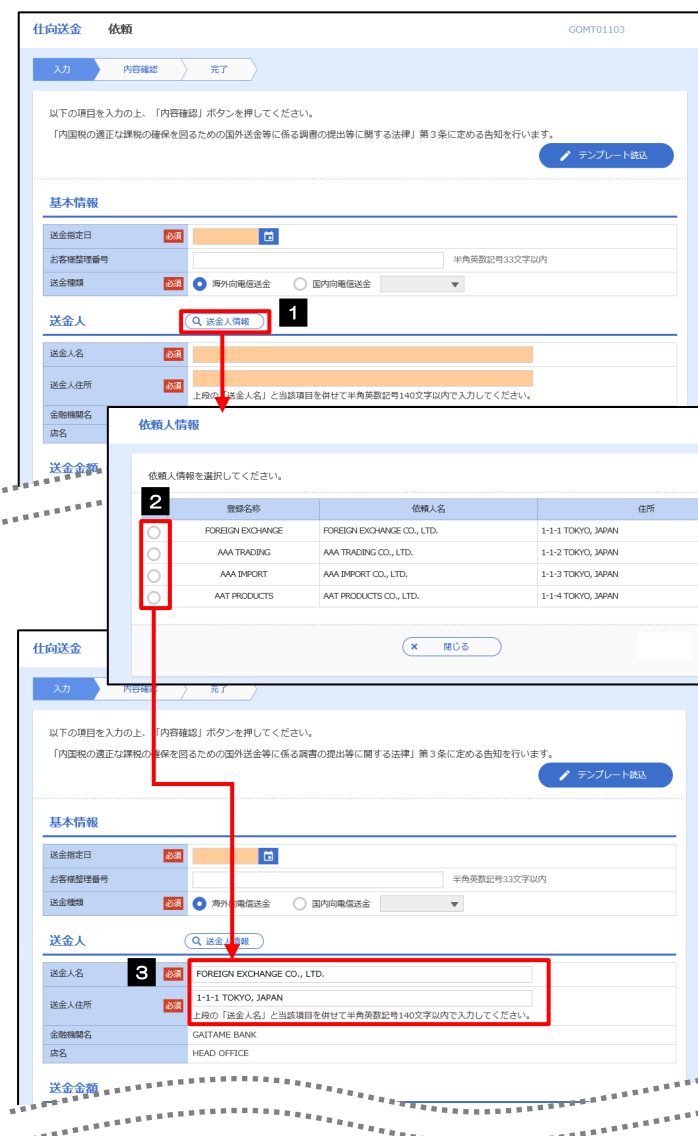 仕向送金 依頼 GOMT01103
入力 内容確認 完了
以下の項目を入力の上、「内容確認」ボタンを押してください。
「内国税の適正な課税の確保を図るための国外送金等に係る調書の提出等に関する法律」第３条に定める告知を行います。
テンプレート読込
基本情報
送金指定日 必須
お客様整理番号 半角英数記号33文字以内
送金種類 必須 海外向電信送金 国内向電信送金
送金人 送金人情報 1
送金人名 必須
送金人住所 必須
上段の「送金人名」と当該項目を併せて半角英数記号140文字以内で入力してください。
金融機関名
店名
送金金額
依頼人情報
依頼人情報を選択してください。
2
登録名称 依頼人名 住所
FOREIGN EXCHANGE FOREIGN EXCHANGE CO., LTD. 1-1-1 TOKYO, JAPAN
AAA TRADING AAA TRADING CO., LTD. 1-1-2 TOKYO, JAPAN
AAA IMPORT AAA IMPORT CO., LTD. 1-1-3 TOKYO, JAPAN
AAT PRODUCTS AAT PRODUCTS CO., LTD. 1-1-4 TOKYO, JAPAN
× 閉じる
仕向送金
入力 内容確認 完了
以下の項目を入力の上、「内容確認」ボタンを押してください。
「内国税の適正な課税の確保を図るための国外送金等に係る調書の提出等に関する法律」第３条に定める告知を行います。
テンプレート読込
基本情報
送金指定日 必須
お客様整理番号 半角英数記号33文字以内
送金種類 必須 海外向電信送金 国内向電信送金
送金人 送金人情報
送金人名 3 必須 FOREIGN EXCHANGE CO., LTD.
送金人住所 必須 1-1-1 TOKYO, JAPAN
上段の「送金人名」と当該項目を併せて半角英数記号140文字以内で入力してください。
金融機関名 GAITAME BANK
店名 HEAD OFFICE
送金金額